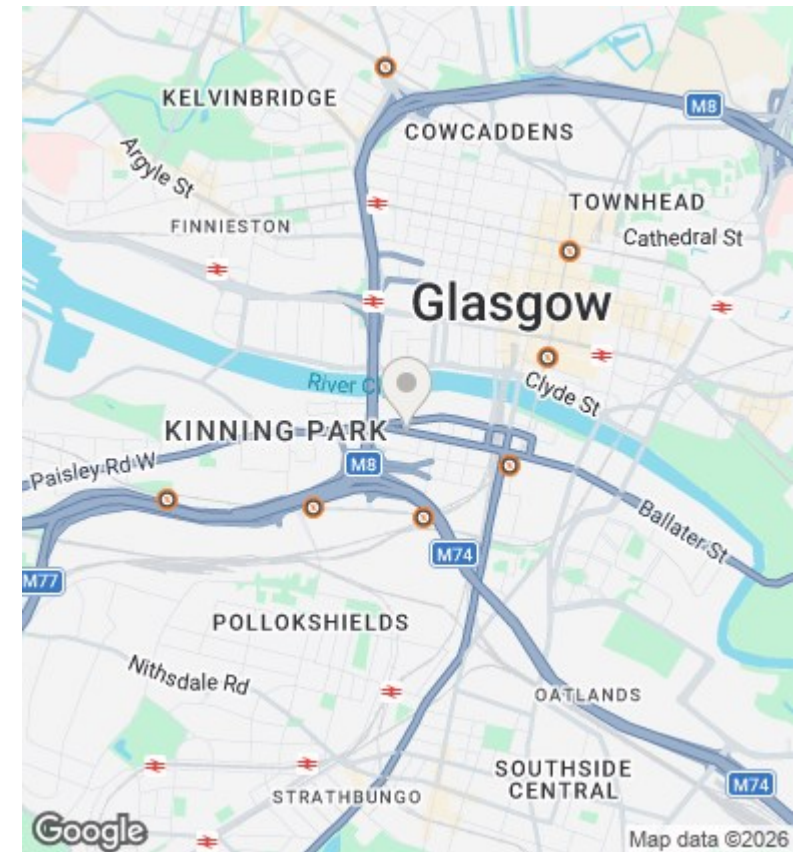 KELVINBRIDGE
M8
COWCADDENS
Argyle St
TOWNHEAD
FINNIESTON
Cathedral St
Glasgow
River
Clyde St
KINNING PARK
M8
Paisley Rd W
Ballater St
M74
M77
POLLOKSHIELDS
Nithsdale Rd
OATLANDS
SOUTHSIDE
CENTRAL
M74
STRATHBUNGO
Google
Map data ©2026